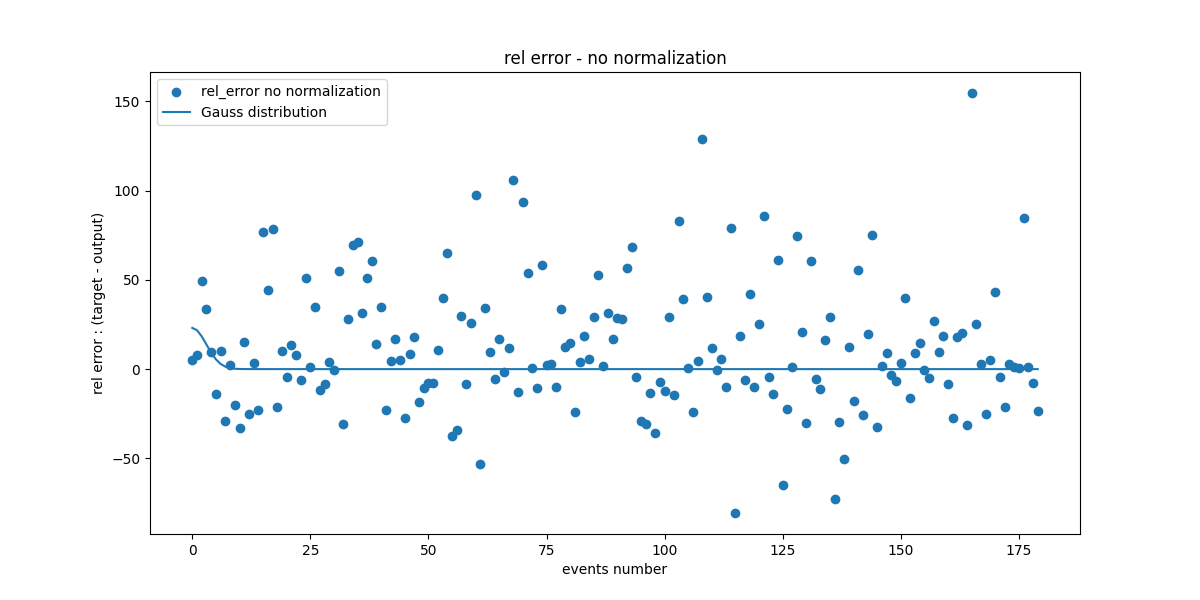 rel error - no normalization
rel_error no normalization
Gauss distribution
150
100
50
0
−50
rel error : (target - output)
0 25 50 75 100 125 150 175
events number